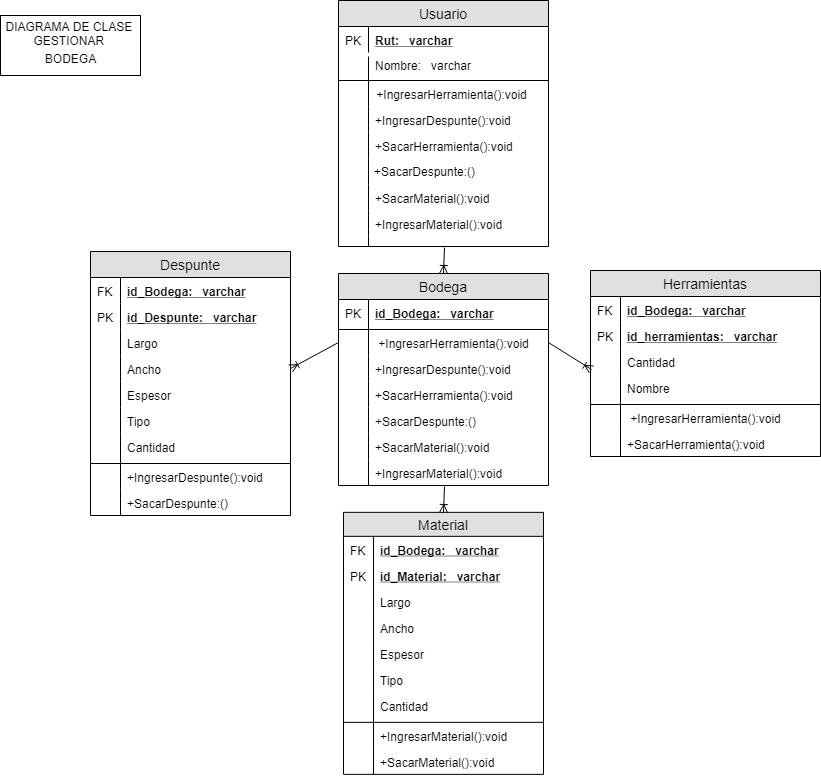 DIAGRAMA DE CLASE
GESTIONAR
BODEGA
Usuario
PK Rut: varchar
Nombre: varchar
+IngresarHerramienta():void
+IngresarDespunte():void
+SacarHerramienta():void
+SacarDespunte:()
+SacarMaterial():void
+IngresarMaterial():void
Despunte
FK id_Bodega: varchar
PK id_Despunte: varchar
Largo
Ancho
Espesor
Tipo
Cantidad
+IngresarDespunte():void
+SacarDespunte:()
Bodega
PK id_Bodega: varchar
+IngresarHerramienta():void
+IngresarDespunte():void
+SacarHerramienta():void
+SacarDespunte:()
+SacarMaterial():void
+IngresarMaterial():void
Herramientas
FK id_Bodega: varchar
PK id_herramientas: varchar
Cantidad
Nombre
+IngresarHerramienta():void
+SacarHerramienta():void
Material
FK id_Bodega: varchar
PK id_Material: varchar
Largo
Ancho
Espesor
Tipo
Cantidad
+IngresarMaterial():void
+SacarMaterial():void